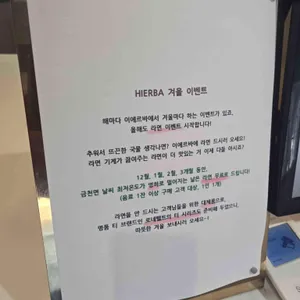 HIERBA 겨울 이벤트
해마다 이에르바에서 겨울마다 하는 이벤트가 있죠,
올해도 라면 이벤트 시작합니다!
추워서 뜨끈한 국물 생각나면? 이에르바에 라면 드시러 오세요!
라면 기계가 끓여주는 라면이 더 맛있는 거 이제 다들 아시죠?
12월, 1월, 2월, 3개월 동안,
금천면 날씨 최저온도가 영하로 떨어지는 날은 라면 무료로 드립니다!
(음료 1잔 이상 구매 고객 대상, 1인 1개)
라면을 안 드시는 고객님들을 위한 대체품으로,
명품 티 브랜드인 로네펠트의 티 시리즈도 준비해 두었으니,
따뜻한 겨울 보내시러 오세요~!